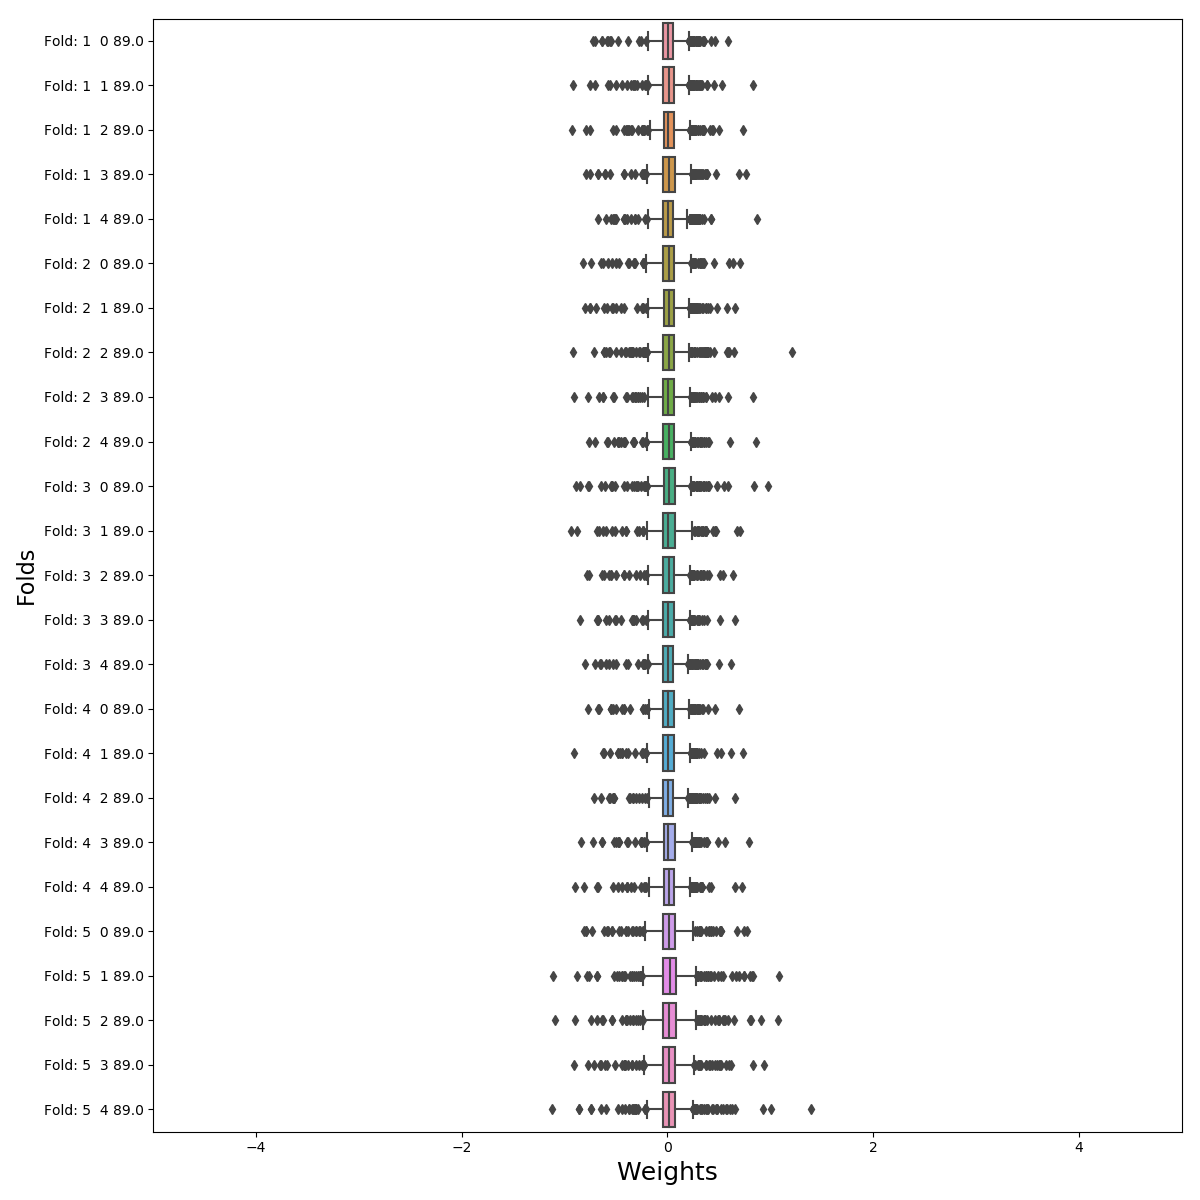 Fold: 1  0 89.0
Fold: 1  1 89.0
Fold: 1  2 89.0
Fold: 1  3 89.0
Fold: 1  4 89.0
Fold: 2  0 89.0
Fold: 2  1 89.0
Fold: 2  2 89.0
Fold: 2  3 89.0
Fold: 2  4 89.0
Fold: 3  0 89.0
Fold: 3  1 89.0
Fold: 3  2 89.0
Fold: 3  3 89.0
Fold: 3  4 89.0
Fold: 4  0 89.0
Fold: 4  1 89.0
Fold: 4  2 89.0
Fold: 4  3 89.0
Fold: 4  4 89.0
Fold: 5  0 89.0
Fold: 5  1 89.0
Fold: 5  2 89.0
Fold: 5  3 89.0
Fold: 5  4 89.0
Folds
−4 −2 0 2 4
Weights